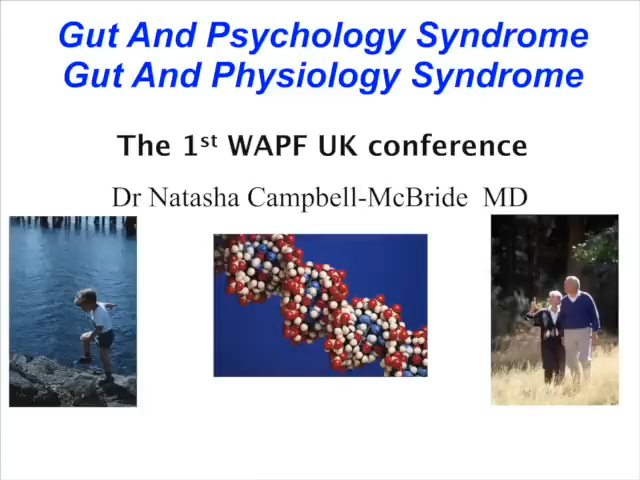 Gut And Psychology Syndrome
Gut And Physiology Syndrome
The 1st WAPF UK conference
Dr Natasha Campbell-McBride MD